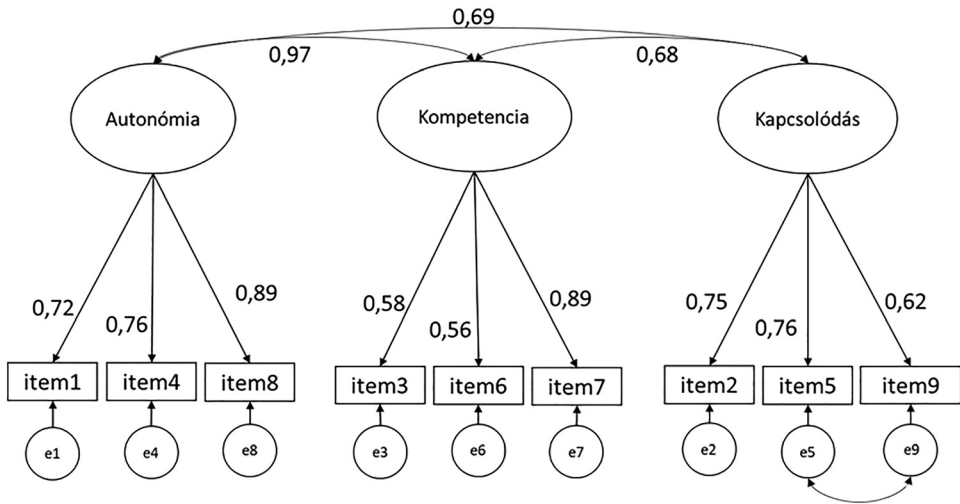 0,69
0,97
0,68
Autonómia
Kompetencia
Kapcsolódás
0,72
0,76
0,89
0,58
0,56
0,89
0,75
0,76
0,62
item1
item4
item8
item3
item6
item7
item2
item5
item9
e1
e4
e8
e3
e6
e7
e2
e5
e9